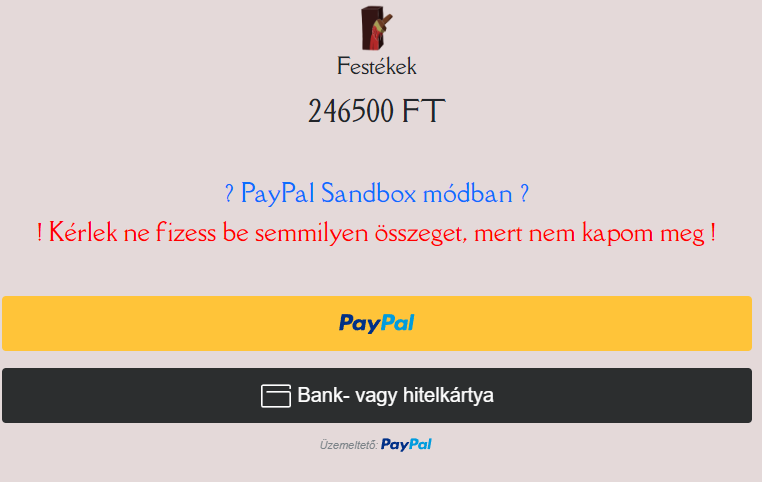 Festékek
246500 FT
? PayPal Sandbox módban ?
! Kérlek ne fizess be semmilyen összeget, mert nem kapom meg !
PayPal
Bank- vagy hitelkártya
Üzemeltető: PayPal